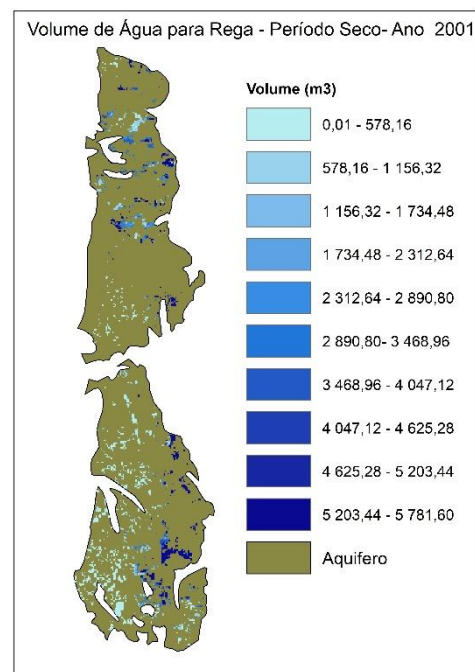 Volume de Água para Rega - Período Seco- Ano 2001
Volume (m3)
0,01 - 578,16
578,16 - 1 156,32
1 156,32 - 1 734,48
1 734,48 - 2 312,64
2 312,64 - 2 890,80
2 890,80- 3 468,96
3 468,96 - 4 047,12
4 047,12 - 4 625,28
4 625,28 - 5 203,44
5 203,44 - 5 781,60
Aquifero